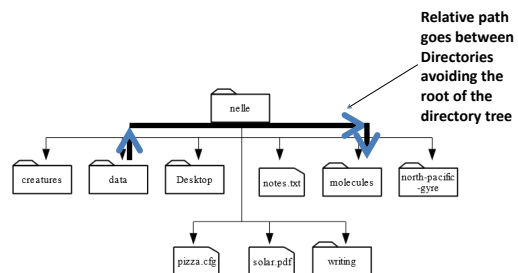 Relative path
goes between
Directories
avoiding the
root of the
directory tree
nelle
creatures
data
Desktop
notes.txt
molecules
north-pacific
-gyre
pizza.cfg
solar.pdf
writing